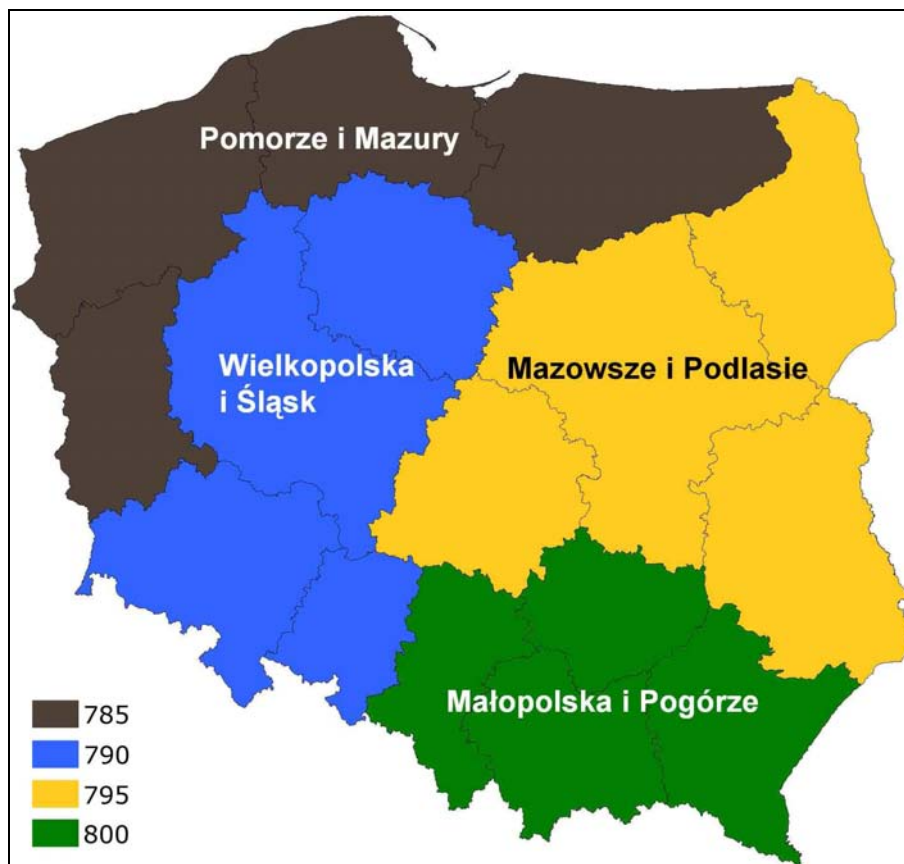 Pomorze i Mazury
Wielkopolska
i Śląsk
Mazowsze i Podlasie
Małopolska i Pogórze
785
790
795
800